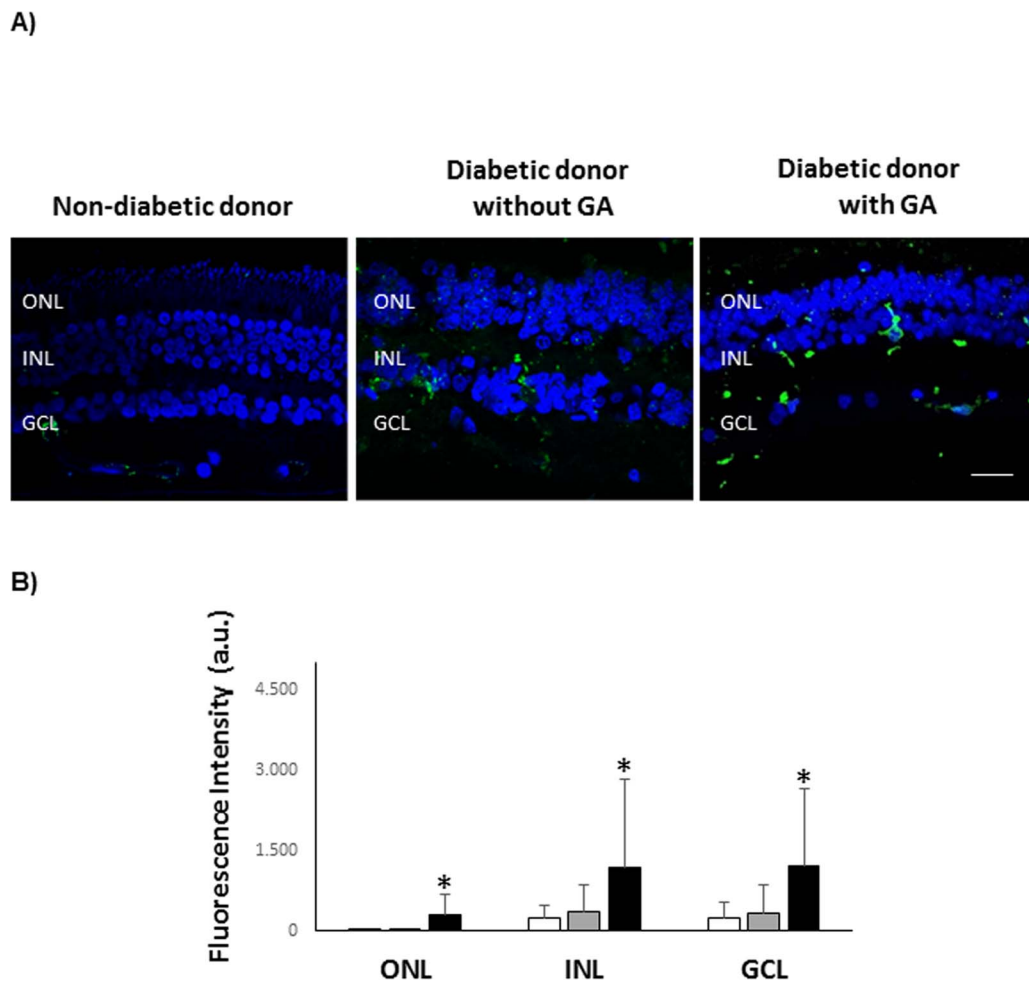 A)
Non-diabetic donor
Diabetic donor
without GA
Diabetic donor
with GA
ONL
INL
GCL
ONL
INL
GCL
ONL
INL
GCL
B)
Fluorescence Intensity (a.u.)
4.500
3.000
1.500
0
*
*
*
ONL
INL
GCL